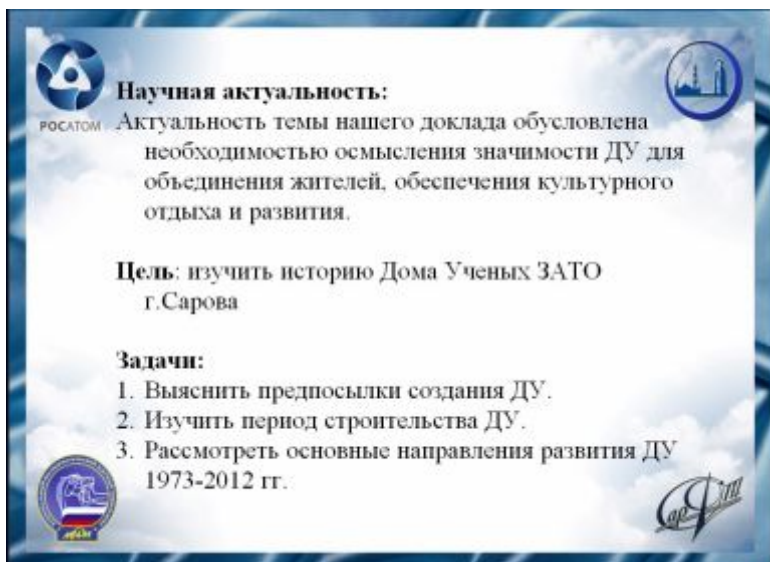 Научная актуальность:
РОСАТОМ
Актуальность темы нашего доклада обусловлена
необходимостью осмысления значимости ДУ для
объединения жителей, обеспечения культурного
отдыха и развития.
Цель: изучить историю Дома Ученых ЗАТО
г.Сарова
Задачи:
1. Выяснить предпосылки создания ДУ.
2. Изучить период строительства ДУ.
3. Рассмотреть основные направления развития ДУ
1973-2012 гг.
СарФТИ